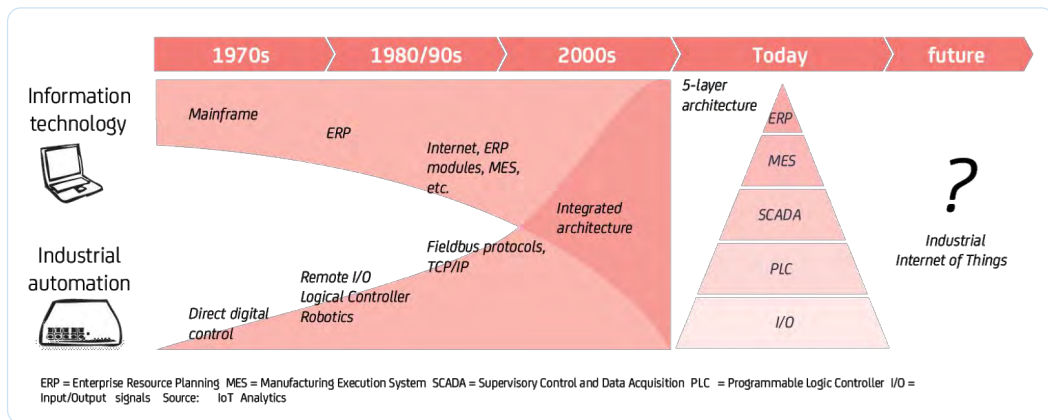 1970s
1980/90s
2000s
Today
future
Information
technology
Mainframe
ERP
Internet, ERP
modules, MES,
etc.
Integrated
architecture
Industrial
automation
Direct digital
control
Remote I/O
Logical Controller
Robotics
Fieldbus protocols,
TCP/IP
5-layer
architecture
ERP
MES
SCADA
PLC
I/O
?
Industrial
Internet of Things
ERP = Enterprise Resource Planning MES = Manufacturing Execution System SCADA = Supervisory Control and Data Acquisition PLC = Programmable Logic Controller I/O =
Input/Output signals Source: IoT Analytics